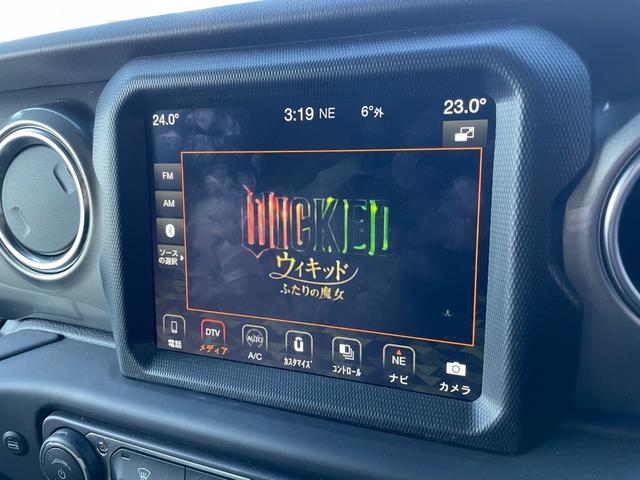 24.0° 3:19 NE 6°外 23.0°
FM
AM
ソース
の選択
WICKED
ウィキッド
ふたりの魔女
電話
DTV
メディア
AUTO
A/C
カスタマイズ
コントロール
NE
ナビ
カメラ
VOLUME